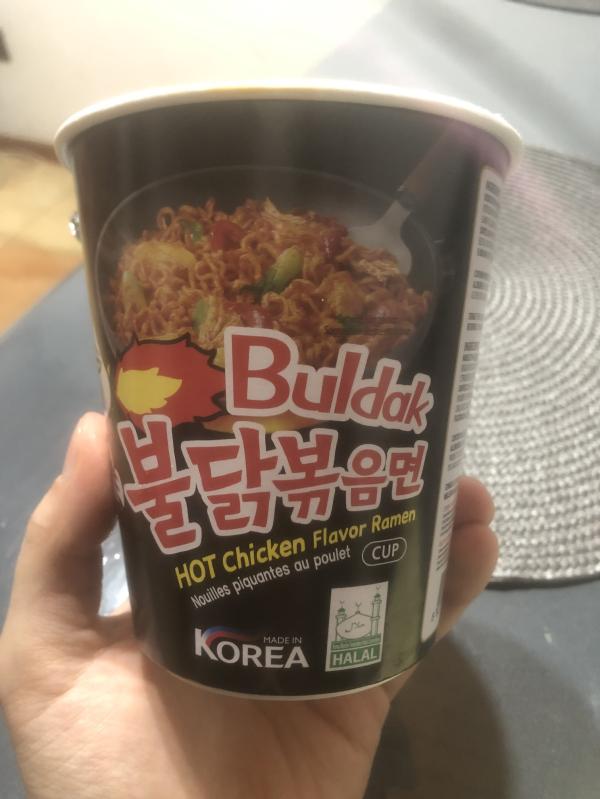 Buldak
불닭볶음면
HOT Chicken Flavor Ramen
Nouilles piquantes au poulet
CUP
MADE IN
KOREA
حلال
HALAL